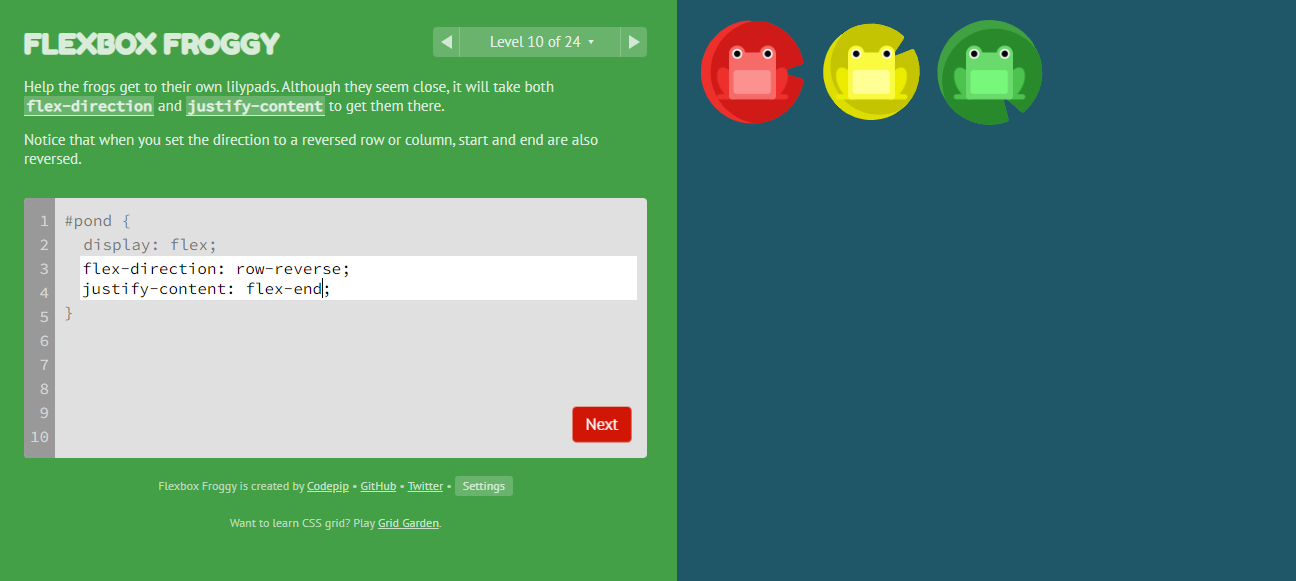 FLEXBOX FROGGY
◀ Level 10 of 24 ▾ ▶
Help the frogs get to their own lilypads. Although they seem close, it will take both
flex-direction and justify-content to get them there.
Notice that when you set the direction to a reversed row or column, start and end are also
reversed.
1 #pond {
2 display: flex;
3 flex-direction: row-reverse;
4 justify-content: flex-end;
5 }
6
7
8
9
10
Next
Flexbox Froggy is created by Codepip • GitHub • Twitter • Settings
Want to learn CSS grid? Play Grid Garden.